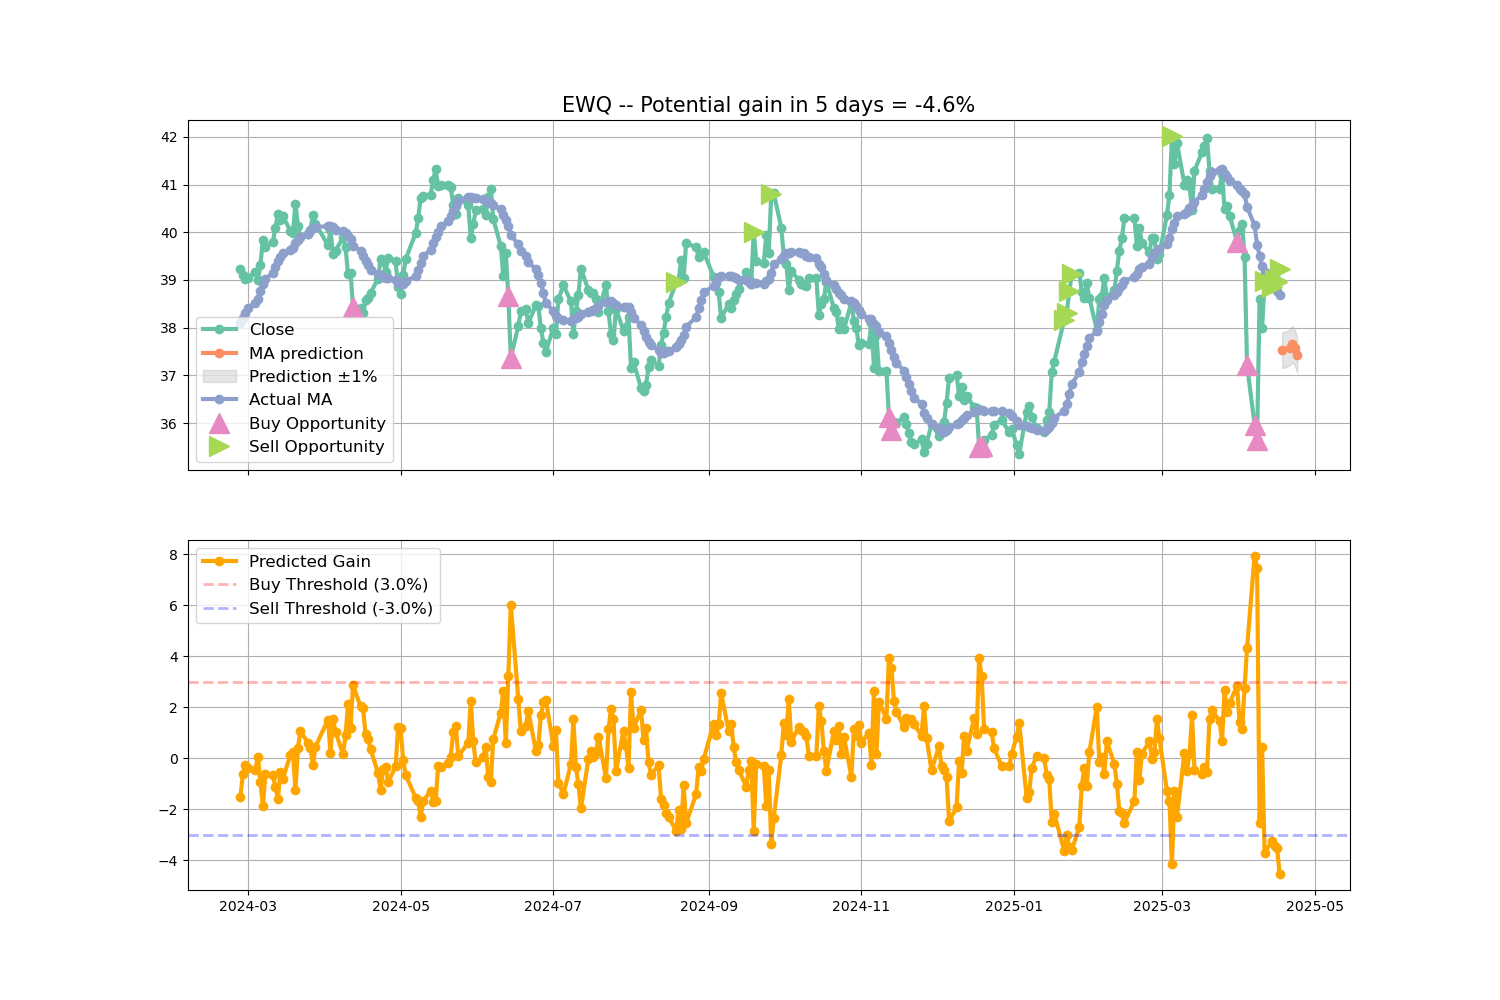 EWQ -- Potential gain in 5 days = -4.6%
42
41
40
39
38
37
36
Close
MA prediction
Prediction ±1%
Actual MA
Buy Opportunity
Sell Opportunity
8
6
4
2
0
−2
−4
Predicted Gain
Buy Threshold (3.0%)
Sell Threshold (-3.0%)
2024-03 2024-05 2024-07 2024-09 2024-11 2025-01 2025-03 2025-05